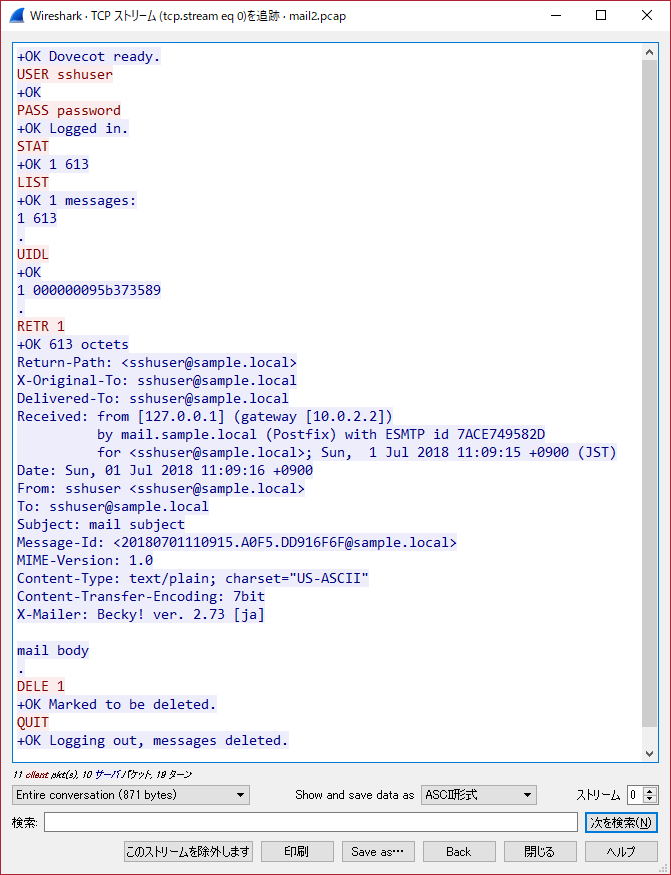 Wireshark · TCP ストリーム (tcp.stream eq 0)を追跡 · mail2.pcap
+OK Dovecot ready.
USER sshuser
+OK
PASS password
+OK Logged in.
STAT
+OK 1 613
LIST
+OK 1 messages:
1 613
.
UIDL
+OK
1 000000095b373589
.
RETR 1
+OK 613 octets
Return-Path: <sshuser@sample.local>
X-Original-To: sshuser@sample.local
Delivered-To: sshuser@sample.local
Received: from [127.0.0.1] (gateway [10.0.2.2])
by mail.sample.local (Postfix) with ESMTP id 7ACE749582D
for <sshuser@sample.local>; Sun,  1 Jul 2018 11:09:15 +0900 (JST)
Date: Sun, 01 Jul 2018 11:09:16 +0900
From: sshuser <sshuser@sample.local>
To: sshuser@sample.local
Subject: mail subject
Message-Id: <20180701110915.A0F5.DD916F6F@sample.local>
MIME-Version: 1.0
Content-Type: text/plain; charset="US-ASCII"
Content-Transfer-Encoding: 7bit
X-Mailer: Becky! ver. 2.73 [ja]
mail body
.
DELE 1
+OK Marked to be deleted.
QUIT
+OK Logging out, messages deleted.
11 client pkt(s), 10 サーバ パケット, 19 ターン
Entire conversation (871 bytes) Show and save data as ASCII形式 ストリーム 0
検索: 次を検索(N)
このストリームを除外します 印刷 Save as… Back 閉じる ヘルプ